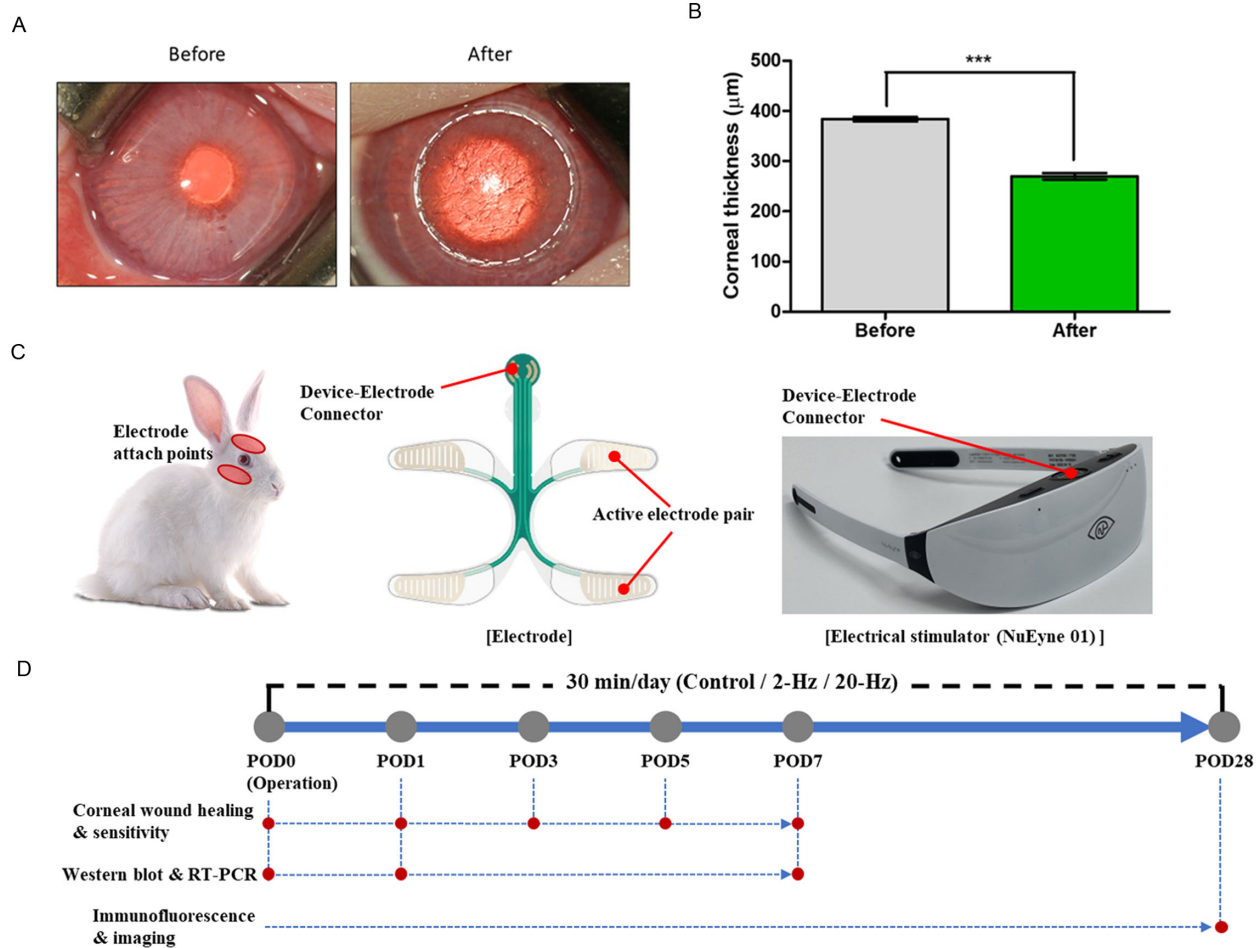 A
Before
After
B
***
Corneal thickness (μm)
500
400
300
200
100
0
Before
After
C
Electrode
attach points
Device-Electrode
Connector
Active electrode pair
[Electrode]
Device-Electrode
Connector
[Electrical stimulator (NuEyne 01) ]
D
30 min/day (Control / 2-Hz / 20-Hz)
POD0
(Operation)
POD1
POD3
POD5
POD7
POD28
Corneal wound healing
& sensitivity
Western blot & RT-PCR
Immunofluorescence
& imaging